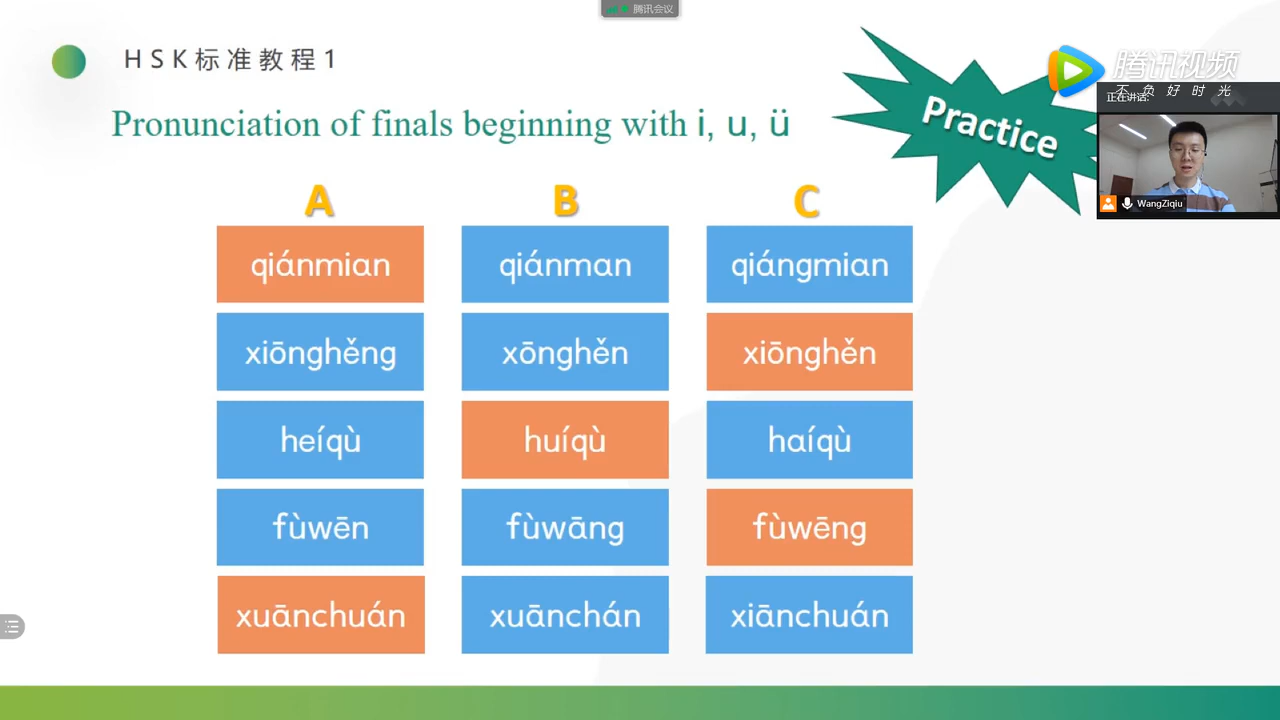 腾讯会议
HSK标准教程1
腾讯视频
不负好时光
正在讲话:
Pronunciation of finals beginning with i, u, ü
Practice
WangZiqiu
A B C
qiánmian qiánman qiángmian
xiōnghěng xōnghěn xiōnghěn
heíqù huíqù haíqù
fùwēn fùwāng fùwēng
xuānchuán xuānchán xiānchuán